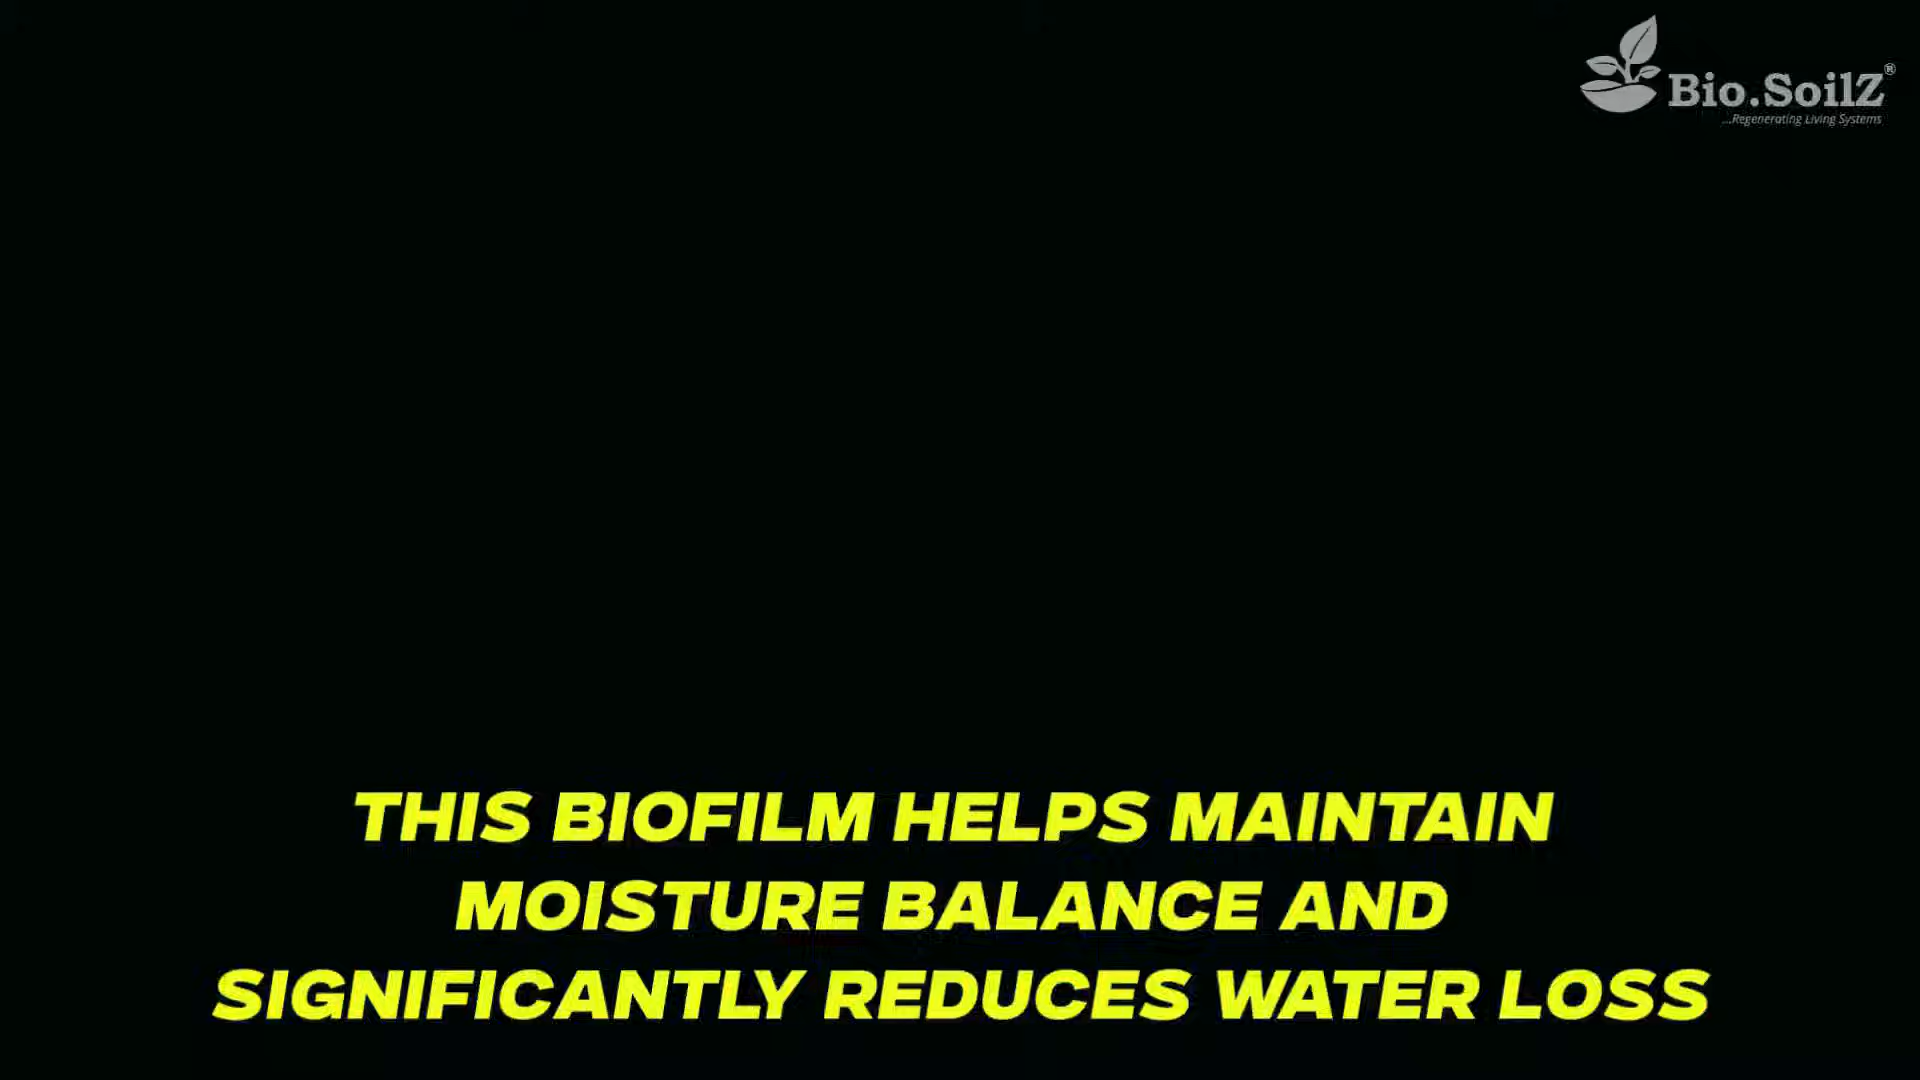 Bio.SoilZ®
...Regenerating Living Systems
THIS BIOFILM HELPS MAINTAIN
MOISTURE BALANCE AND
SIGNIFICANTLY REDUCES WATER LOSS